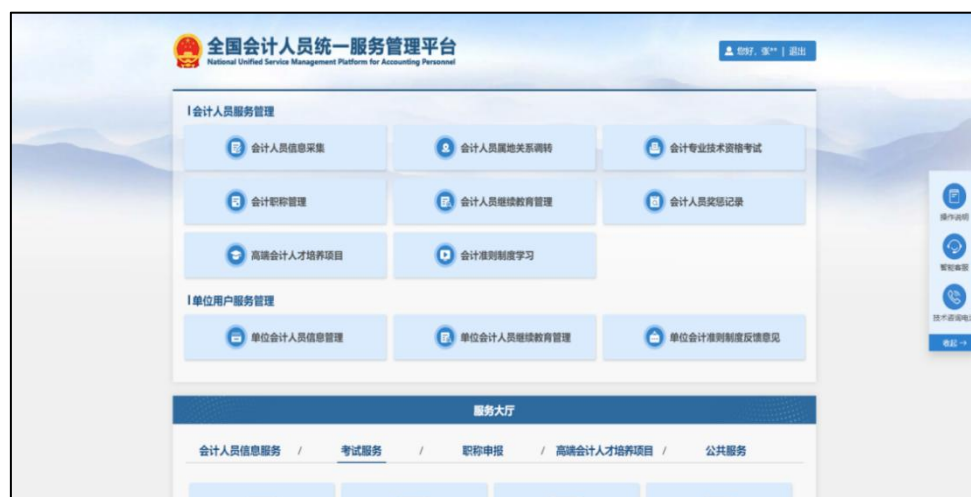 全国会计人员统一服务管理平台
National Unified Service Management Platform for Accounting Personnel
您好，张** | 退出
会计人员服务管理
会计人员信息采集
会计人员属地关系调转
会计专业技术资格考试
会计职称管理
会计人员继续教育管理
会计人员奖惩记录
高端会计人才培养项目
会计准则制度学习
单位用户服务管理
单位会计人员信息管理
单位会计人员继续教育管理
单位会计准则制度反馈意见
服务大厅
会计人员信息服务 / 考试服务 / 职称申报 / 高端会计人才培养项目 / 公共服务
操作说明
智能客服
技术咨询电
收起→